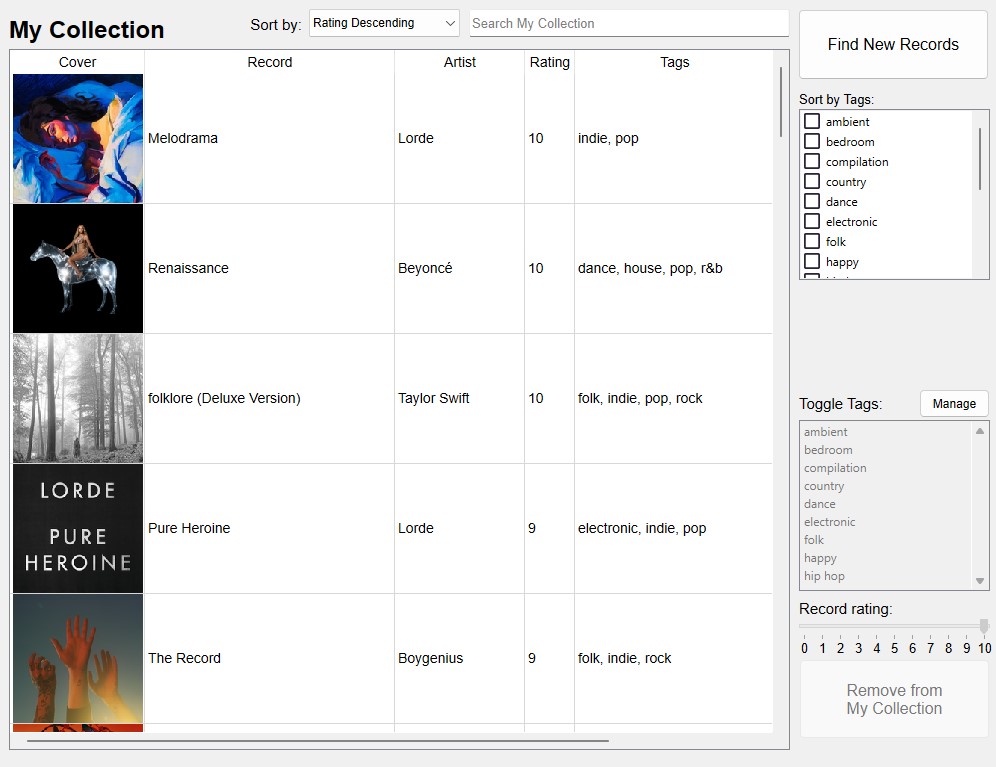 My Collection
Sort by:
Rating Descending
Search My Collection
Find New Records
Cover Record Artist Rating Tags
Melodrama Lorde 10 indie, pop
Renaissance Beyoncé 10 dance, house, pop, r&b
folklore (Deluxe Version) Taylor Swift 10 folk, indie, pop, rock
LORDE
PURE
HEROINE
Pure Heroine Lorde 9 electronic, indie, pop
The Record Boygenius 9 folk, indie, rock
Sort by Tags:
ambient
bedroom
compilation
country
dance
electronic
folk
happy
Toggle Tags:
Manage
ambient
bedroom
compilation
country
dance
electronic
folk
happy
hip hop
Record rating:
0 1 2 3 4 5 6 7 8 9 10
Remove from
My Collection